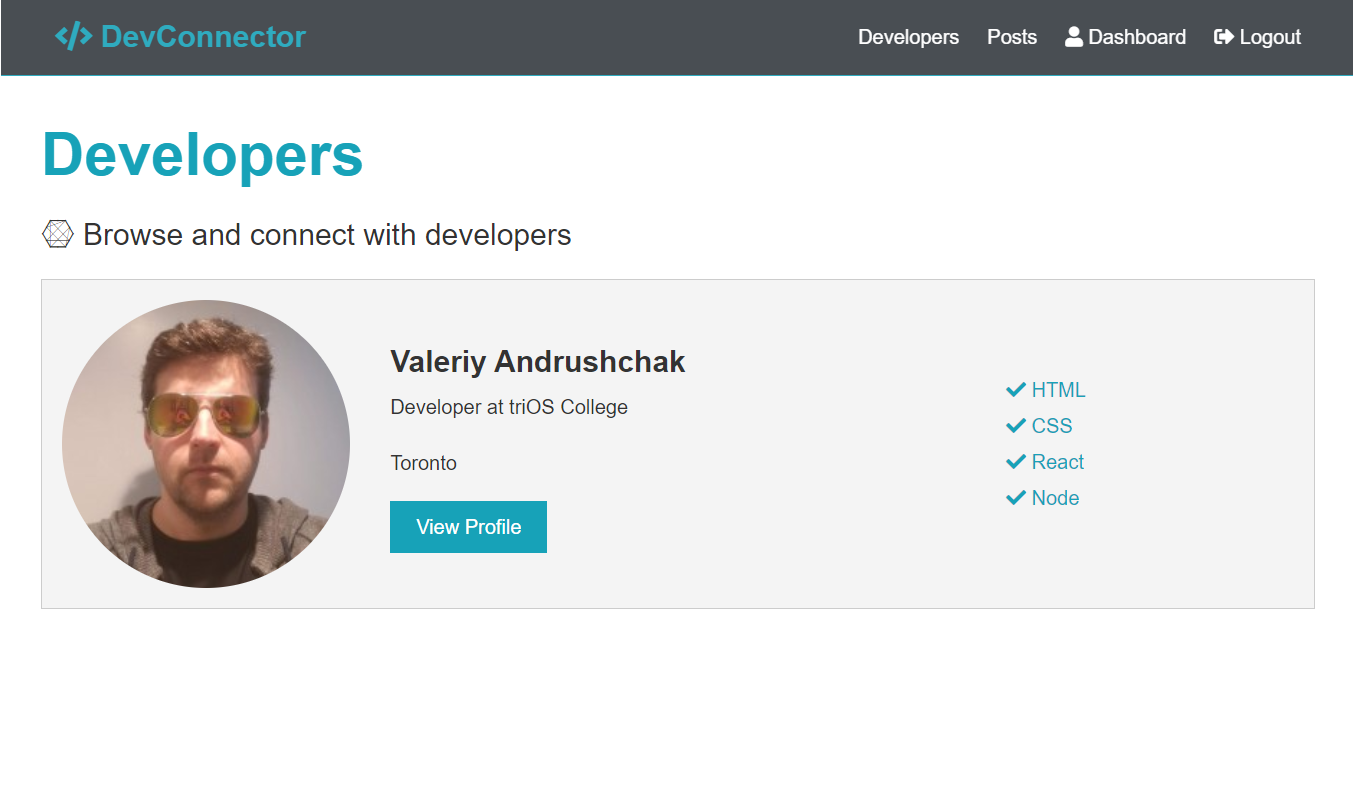 DevConnector
Developers Posts Dashboard Logout
Developers
Browse and connect with developers
Valeriy Andrushchak
Developer at triOS College
Toronto
View Profile
HTML
CSS
React
Node